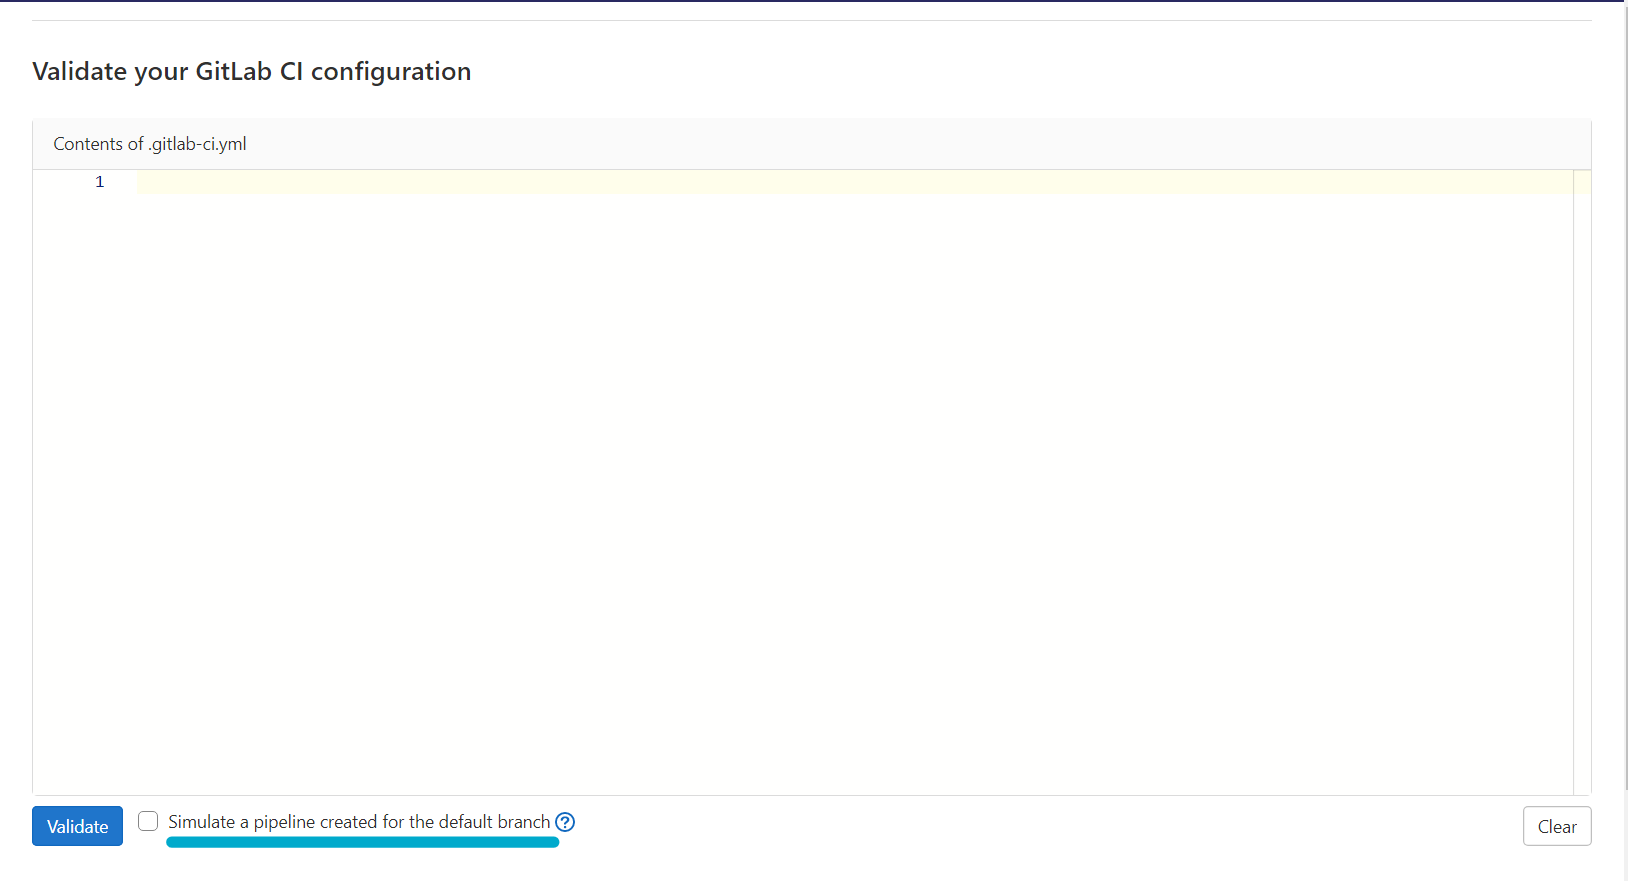 Validate your GitLab CI configuration
Contents of .gitlab-ci.yml
1
Validate
Simulate a pipeline created for the default branch ?
Clear